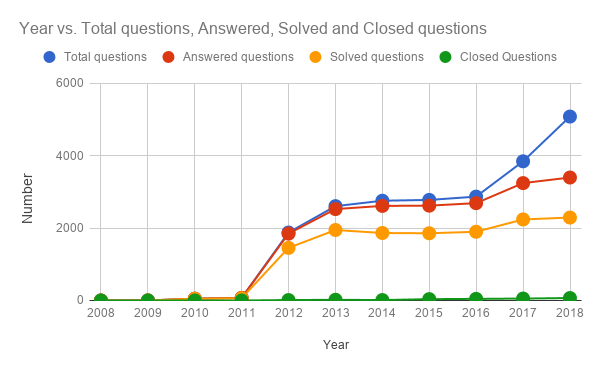 Year vs. Total questions, Answered, Solved and Closed questions
Total questions Answered questions Solved questions Closed Questions
6000
4000
2000
0
Number
2008 2009 2010 2011 2012 2013 2014 2015 2016 2017 2018
Year